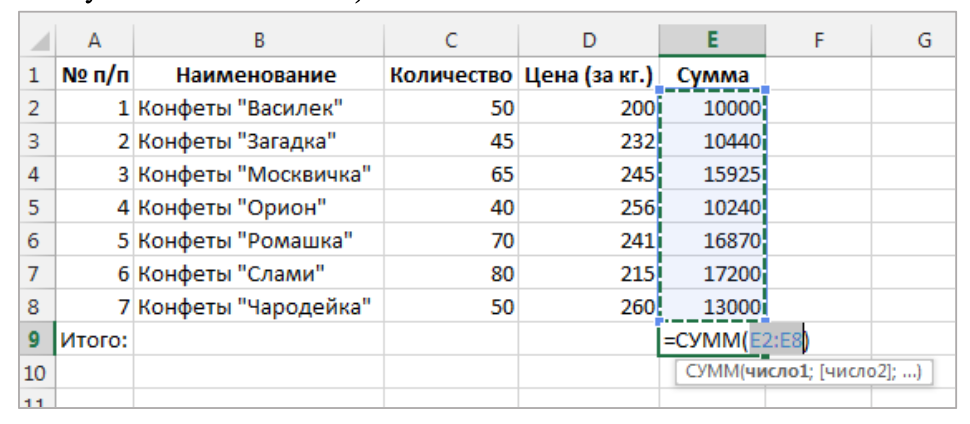 A B C D E F G
1 № п/п Наименование Количество Цена (за кг.) Сумма
2 1 Конфеты "Василек" 50 200 10000
3 2 Конфеты "Загадка" 45 232 10440
4 3 Конфеты "Москвичка" 65 245 15925
5 4 Конфеты "Орион" 40 256 10240
6 5 Конфеты "Ромашка" 70 241 16870
7 6 Конфеты "Слами" 80 215 17200
8 7 Конфеты "Чародейка" 50 260 13000
9 Итого: =СУММ(E2:E8)
10 СУММ(число1; [число2]; ...)
11